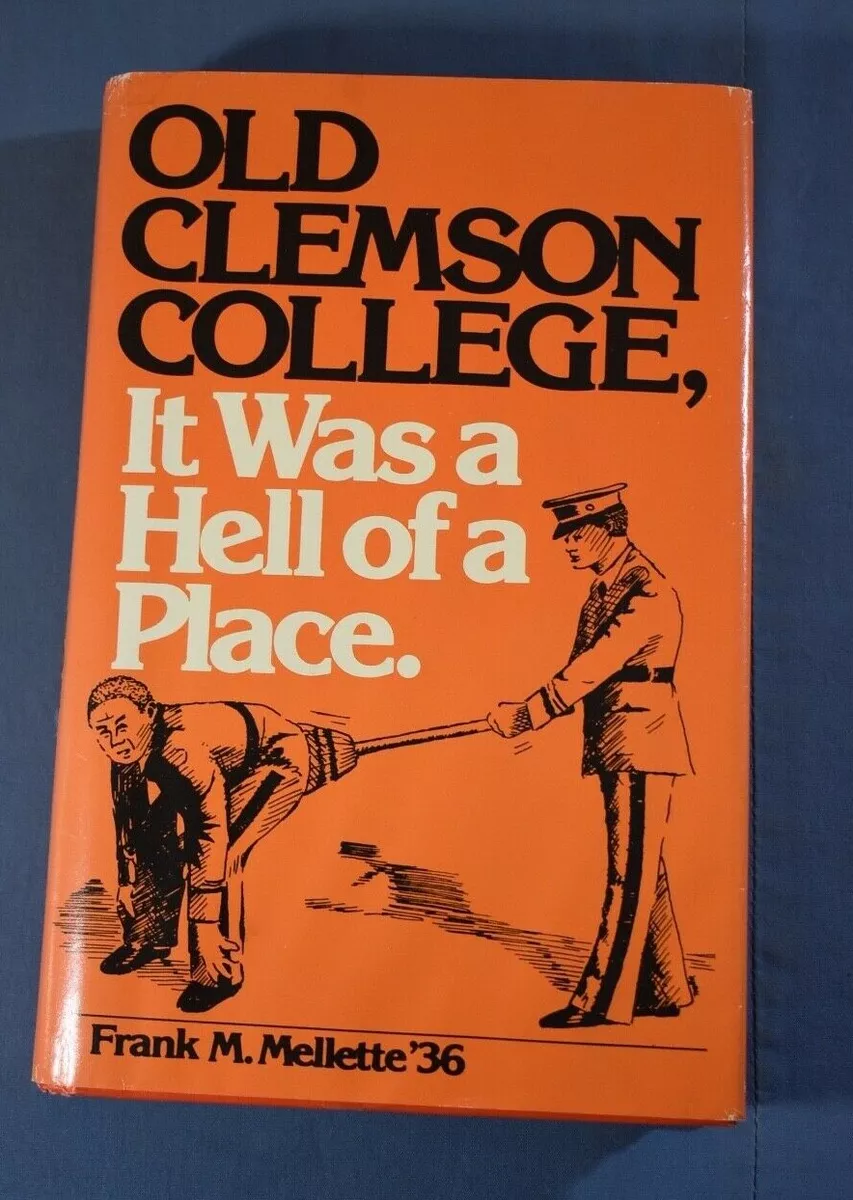 OLD
CLEMSON
COLLEGE,
It Was a
Hell of a
Place.
Frank M. Mellette '36